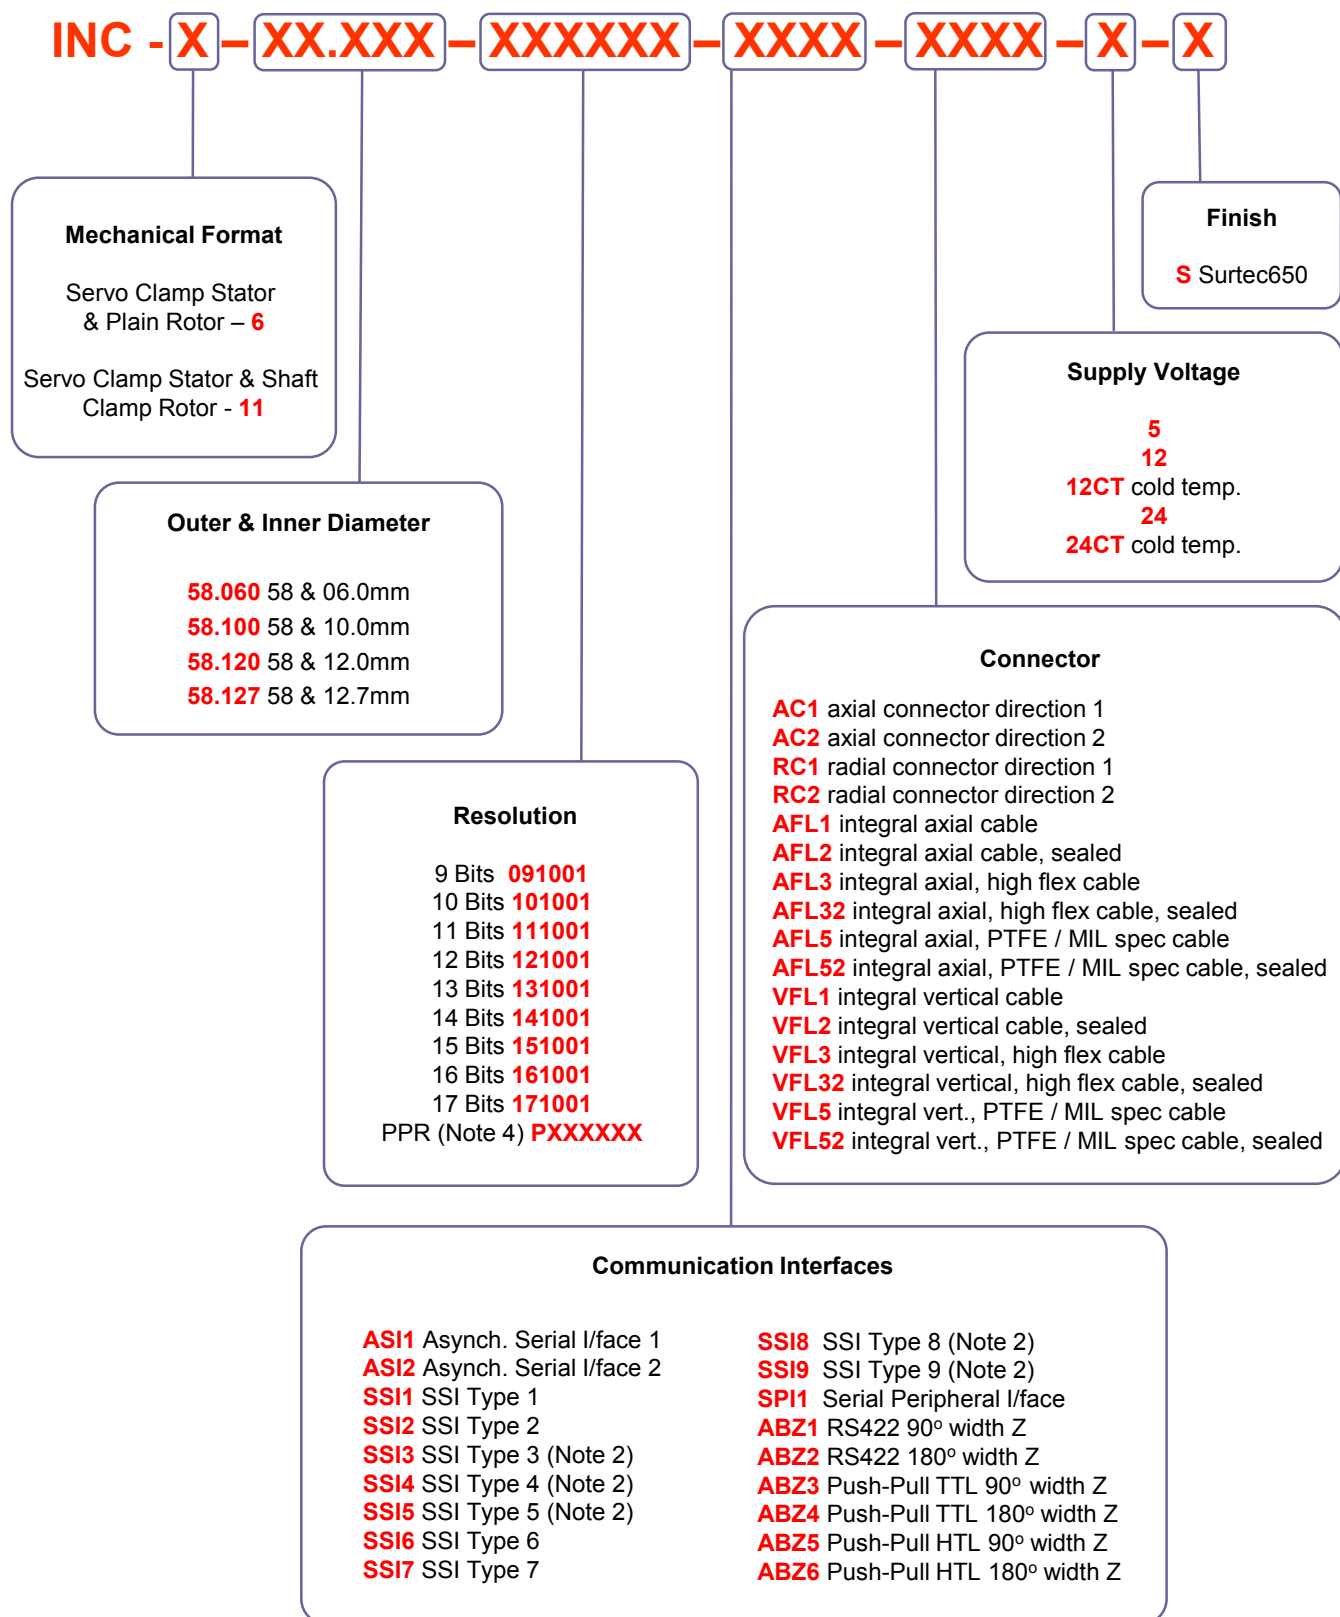 INC - X – XX.XXX – XXXXXX – XXXX – XXXX – X – X
Mechanical Format
Servo Clamp Stator
& Plain Rotor – 6
Servo Clamp Stator & Shaft
Clamp Rotor - 11
Finish
S Surtec650
Supply Voltage
5
12
12CT cold temp.
24
24CT cold temp.
Outer & Inner Diameter
58.060 58 & 06.0mm
58.100 58 & 10.0mm
58.120 58 & 12.0mm
58.127 58 & 12.7mm
Connector
AC1 axial connector direction 1
AC2 axial connector direction 2
RC1 radial connector direction 1
RC2 radial connector direction 2
AFL1 integral axial cable
AFL2 integral axial cable, sealed
AFL3 integral axial, high flex cable
AFL32 integral axial, high flex cable, sealed
AFL5 integral axial, PTFE / MIL spec cable
AFL52 integral axial, PTFE / MIL spec cable, sealed
VFL1 integral vertical cable
VFL2 integral vertical cable, sealed
VFL3 integral vertical, high flex cable
VFL32 integral vertical, high flex cable, sealed
VFL5 integral vert., PTFE / MIL spec cable
VFL52 integral vert., PTFE / MIL spec cable, sealed
Resolution
9 Bits 091001
10 Bits 101001
11 Bits 111001
12 Bits 121001
13 Bits 131001
14 Bits 141001
15 Bits 151001
16 Bits 161001
17 Bits 171001
PPR (Note 4) PXXXXXX
Communication Interfaces
ASI1 Asynch. Serial I/face 1
ASI2 Asynch. Serial I/face 2
SSI1 SSI Type 1
SSI2 SSI Type 2
SSI3 SSI Type 3 (Note 2)
SSI4 SSI Type 4 (Note 2)
SSI5 SSI Type 5 (Note 2)
SSI6 SSI Type 6
SSI7 SSI Type 7
SSI8 SSI Type 8 (Note 2)
SSI9 SSI Type 9 (Note 2)
SPI1 Serial Peripheral I/face
ABZ1 RS422 90º width Z
ABZ2 RS422 180º width Z
ABZ3 Push-Pull TTL 90º width Z
ABZ4 Push-Pull TTL 180º width Z
ABZ5 Push-Pull HTL 90º width Z
ABZ6 Push-Pull HTL 180º width Z